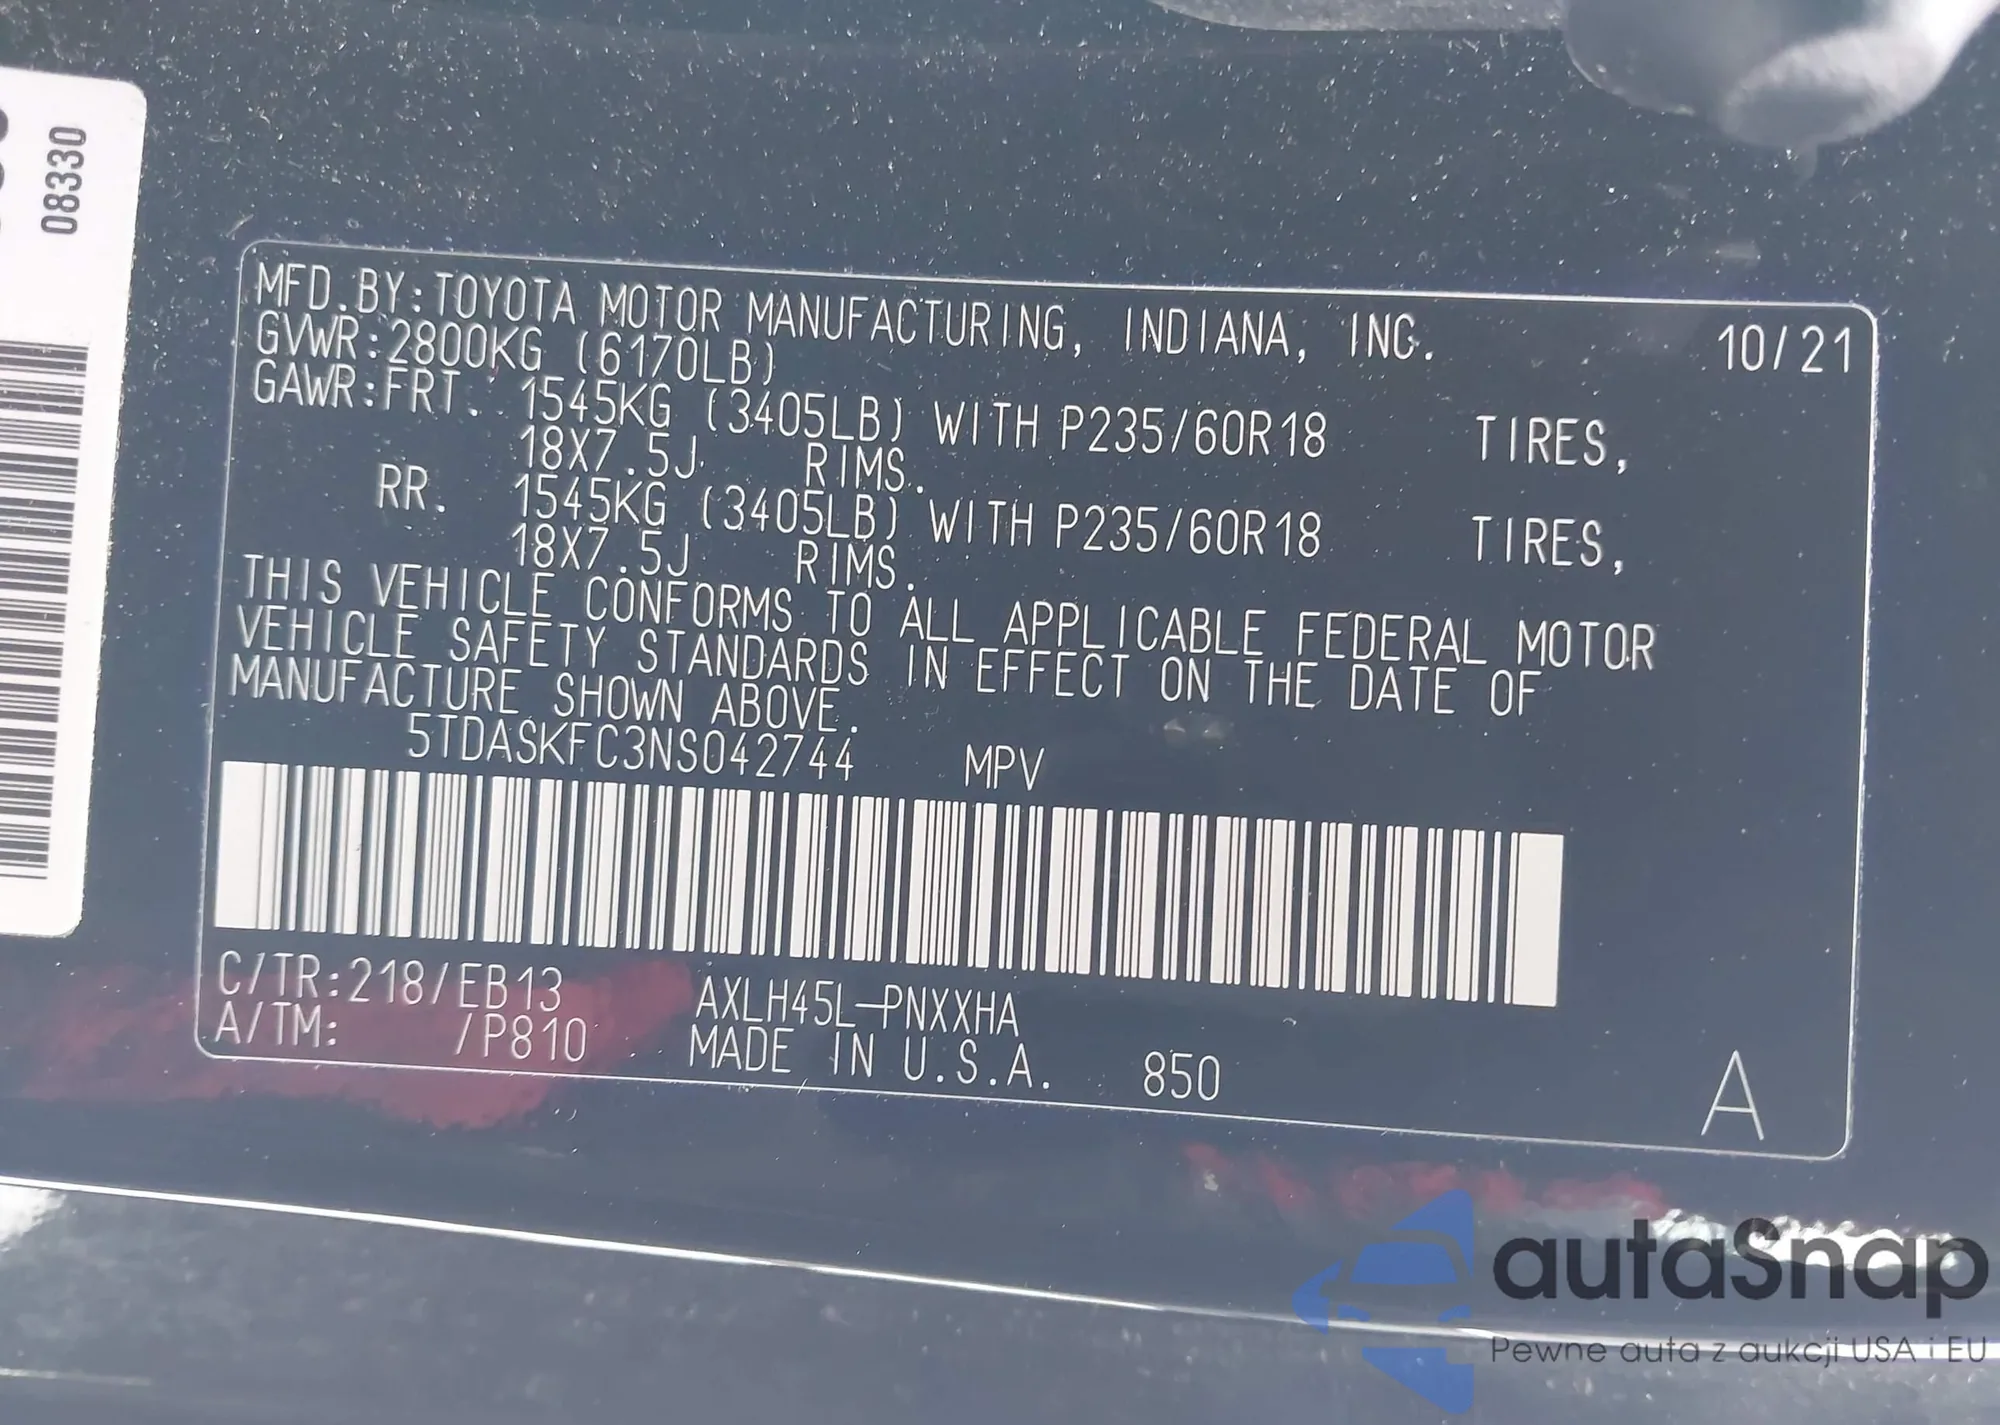 08330
MFD.BY:TOYOTA MOTOR MANUFACTURING, INDIANA, INC. 10/21
GVWR:2800KG (6170LB)
GAWR:FRT. 1545KG (3405LB) WITH P235/60R18 TIRES,
18X7.5J RIMS.
RR. 1545KG (3405LB) WITH P235/60R18 TIRES,
18X7.5J RIMS.
THIS VEHICLE CONFORMS TO ALL APPLICABLE FEDERAL MOTOR
VEHICLE SAFETY STANDARDS IN EFFECT ON THE DATE OF
MANUFACTURE SHOWN ABOVE.
5TDASKFC3NS042744 MPV
C/TR:218/EB13 AXLH45L-PNXXHA
A/TM: /P810 MADE IN U.S.A. 850 A
autaSnap
Pewne auta z aukcji USA i EU